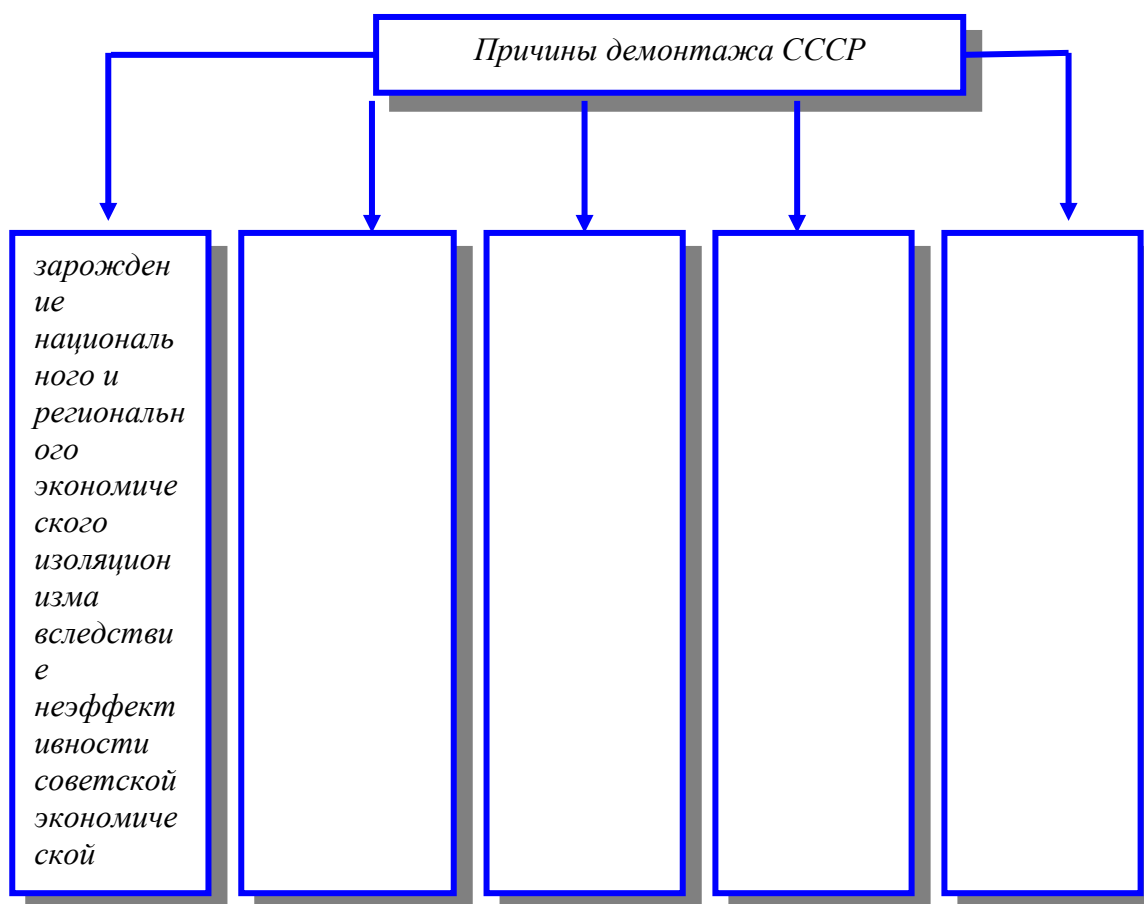 Причины демонтажа СССР
зарожден
ие
националь
ного и
региональн
ого
экономиче
ского
изоляцион
изма
вследстви
е
неэффект
ивности
советской
экономиче
ской